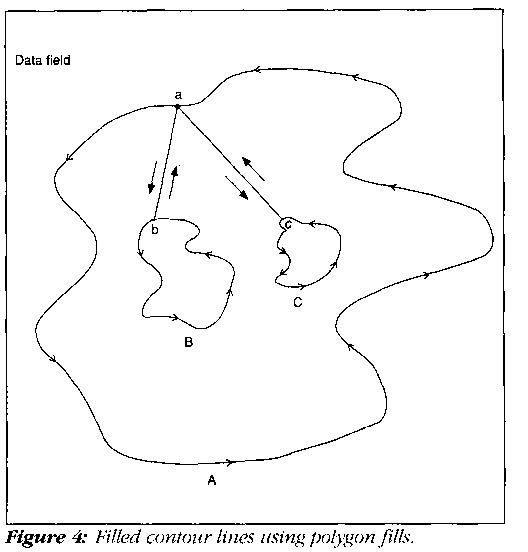 Data field
a
b
c
B
C
A
Figure 4: Filled contour lines using polygon fills.